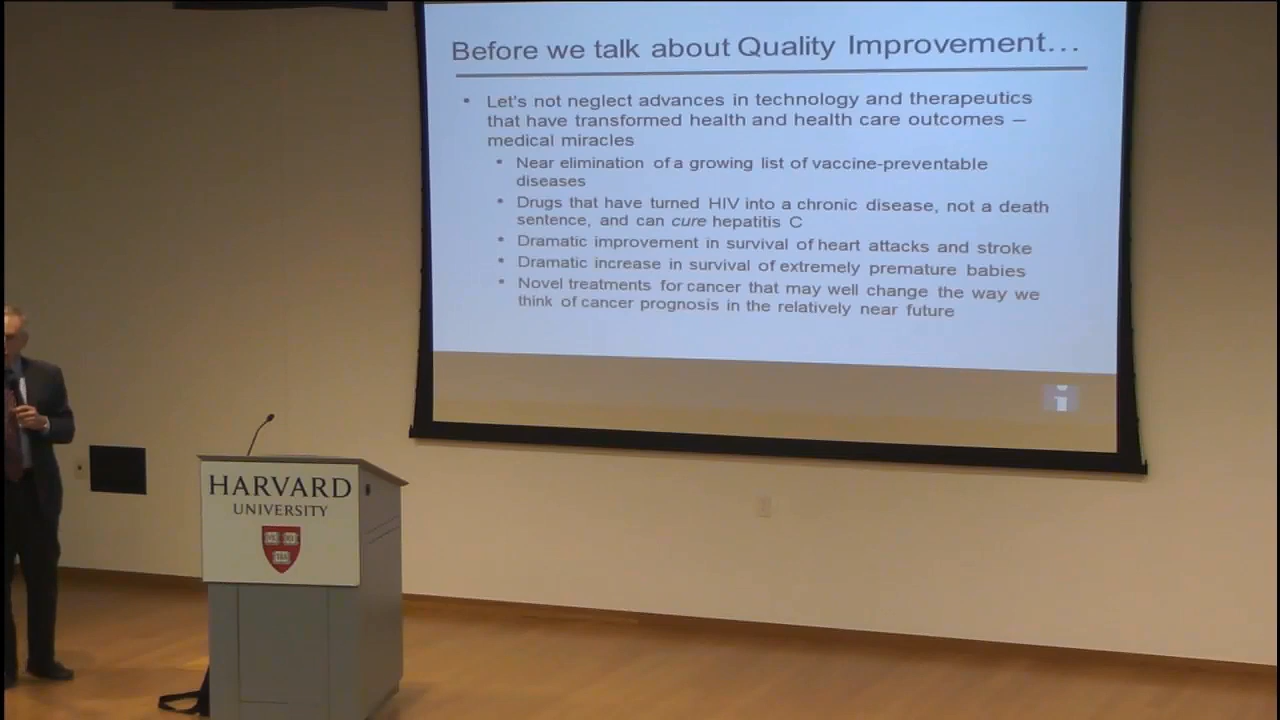 Before we talk about Quality Improvement…
• Let's not neglect advances in technology and therapeutics
that have transformed health and health care outcomes –
medical miracles
• Near elimination of a growing list of vaccine-preventable
diseases
• Drugs that have turned HIV into a chronic disease, not a death
sentence, and can cure hepatitis C
• Dramatic improvement in survival of heart attacks and stroke
• Dramatic increase in survival of extremely premature babies
• Novel treatments for cancer that may well change the way we
think of cancer prognosis in the relatively near future
HARVARD
UNIVERSITY